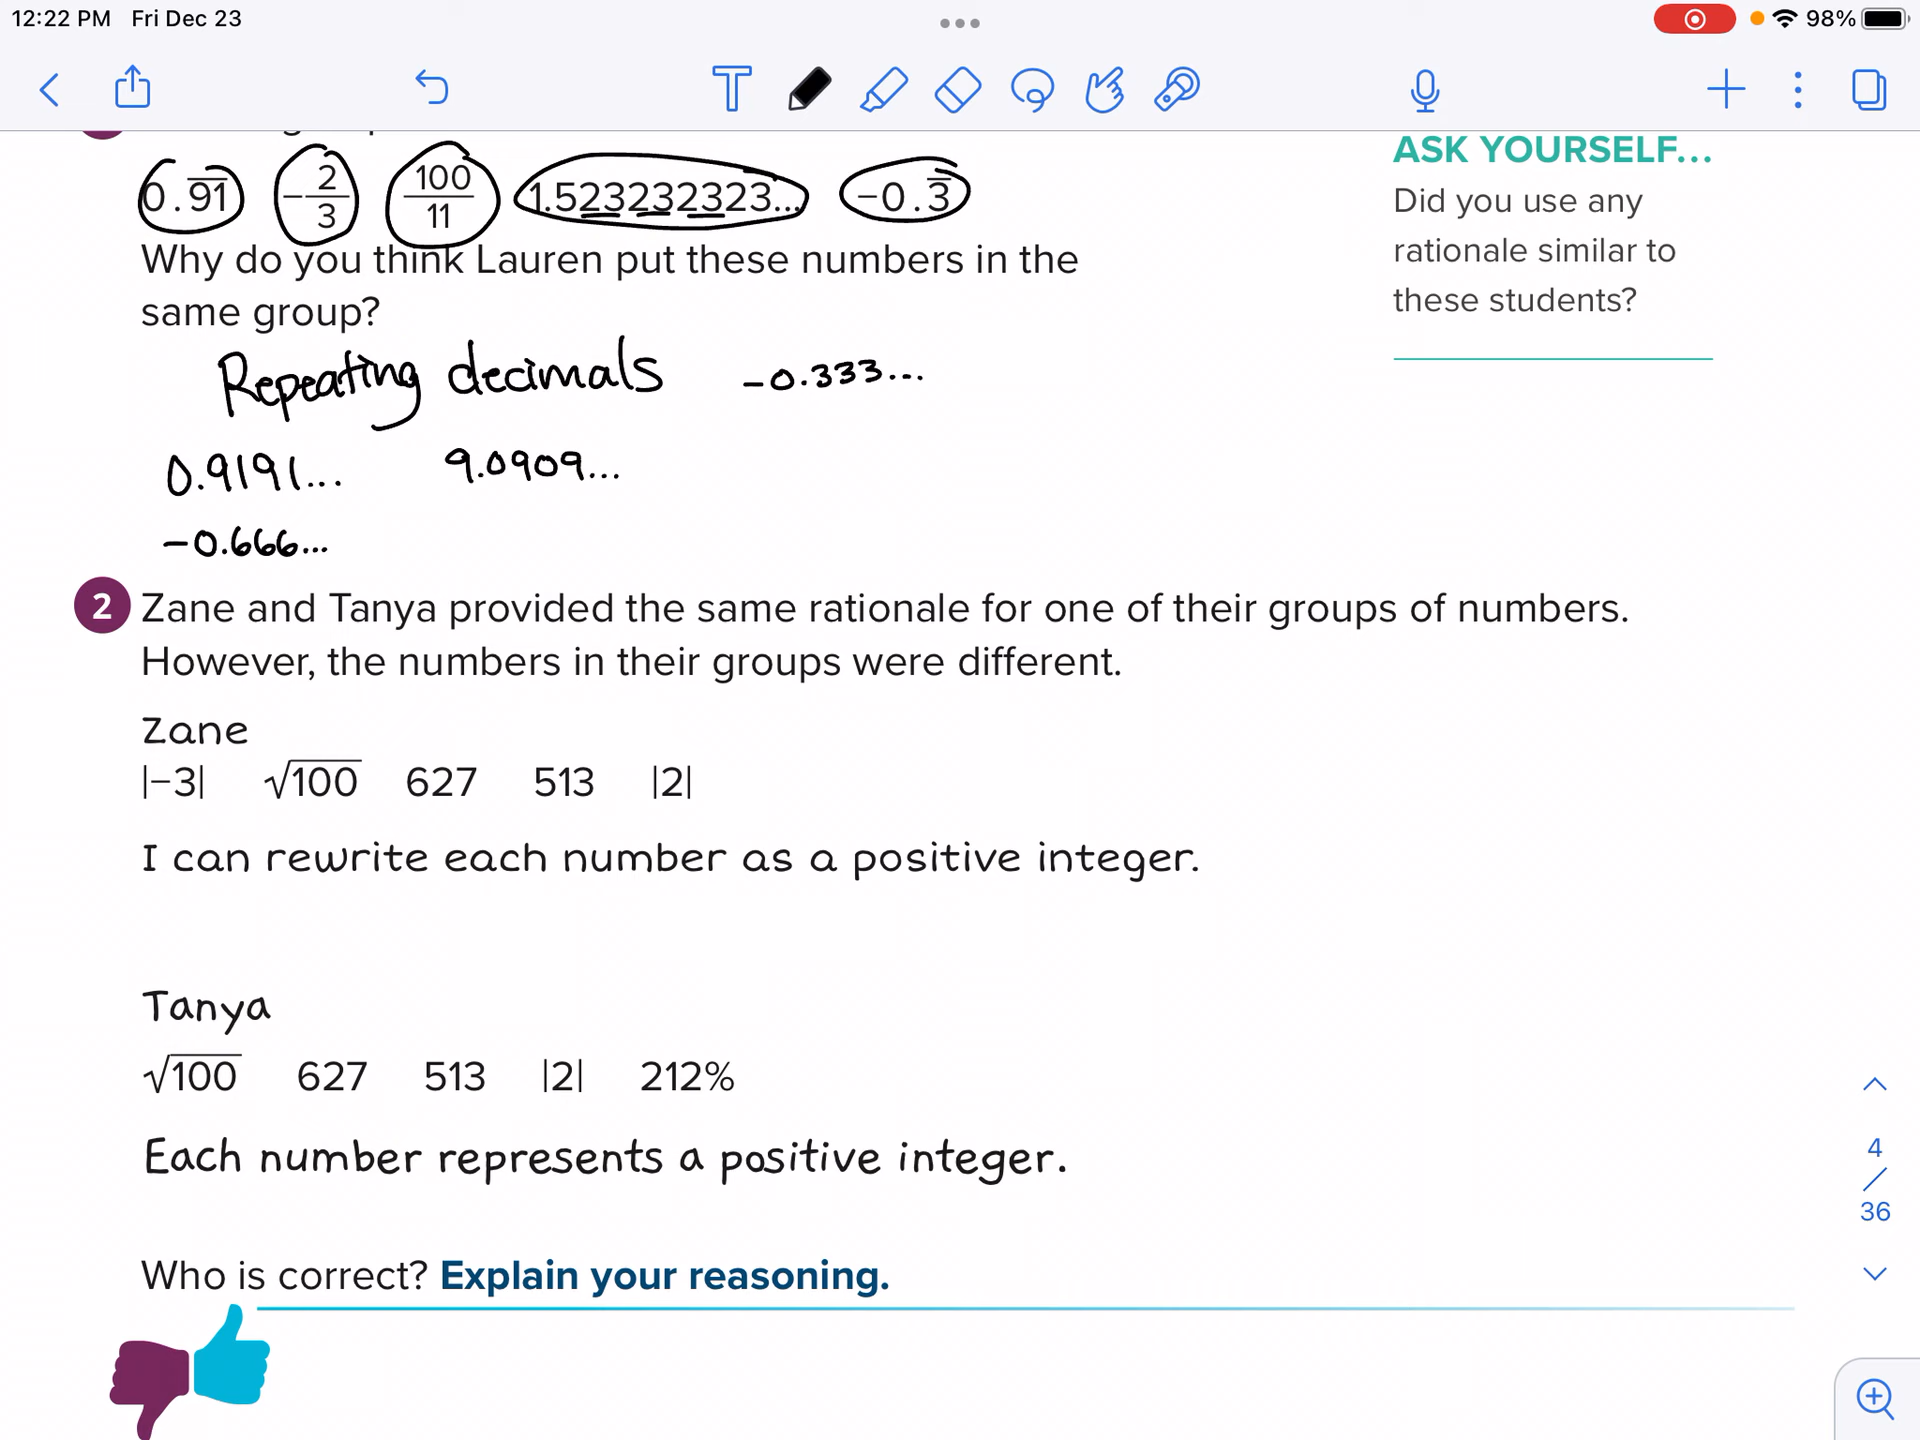 12:22 PM Fri Dec 23
98%
0.9̅1̅ -2/3 100/11 1.523232323... -0.3̅
Why do you think Lauren put these numbers in the
same group?
Repeating decimals -0.333...
0.9191... 9.0909...
-0.666...
ASK YOURSELF...
Did you use any
rationale similar to
these students?
2 Zane and Tanya provided the same rationale for one of their groups of numbers.
However, the numbers in their groups were different.
Zane
|−3| √100 627 513 |2|
I can rewrite each number as a positive integer.
Tanya
√100 627 513 |2| 212%
Each number represents a positive integer.
Who is correct? Explain your reasoning.
4
/
36